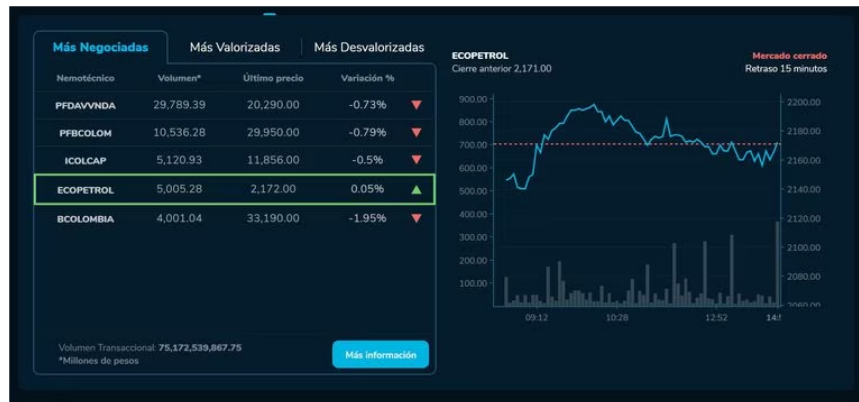 Más Negociadas Más Valorizadas Más Desvalorizadas
Nemotécnico Volumen* Último precio Variación %
PFDAVVNDA 29,789.39 20,290.00 -0.73%
PFBCOLOM 10,536.28 29,950.00 -0.79%
ICOLCAP 5,120.93 11,856.00 -0.5%
ECOPETROL 5,005.28 2,172.00 0.05%
BCOLOMBIA 4,001.04 33,190.00 -1.95%
Volumen Transaccional: 75,172,539,867.75
*Millones de pesos
Más información
ECOPETROL Mercado cerrado
Cierre anterior 2,171.00 Retraso 15 minutos
900.00 2200.00
800.00
700.00 2180.00
600.00 2160.00
500.00 2140.00
400.00 2120.00
300.00 2100.00
200.00 2080.00
100.00 2060.00
09:12 10:28 12:52 14: